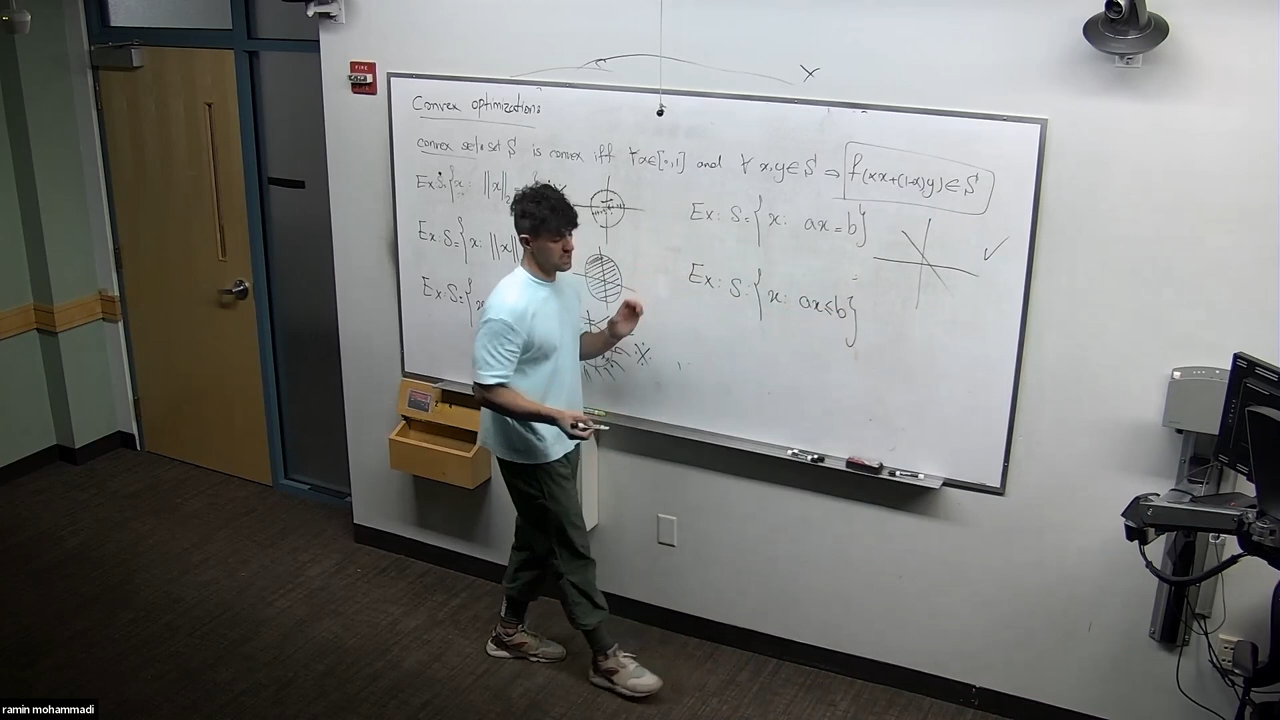 FIRE
Convex optimizations
convex set: set S is convex iff ∀α∈[0,1] and ∀ x,y∈S ⇒ f(αx+(1-α)y)∈S
Ex: S={x: ||x||₂
Ex: S={x: ||x||
Ex: S={x
Ex: S={x: ax=b}
Ex: S={x: ax≤b}
ramin mohammadi